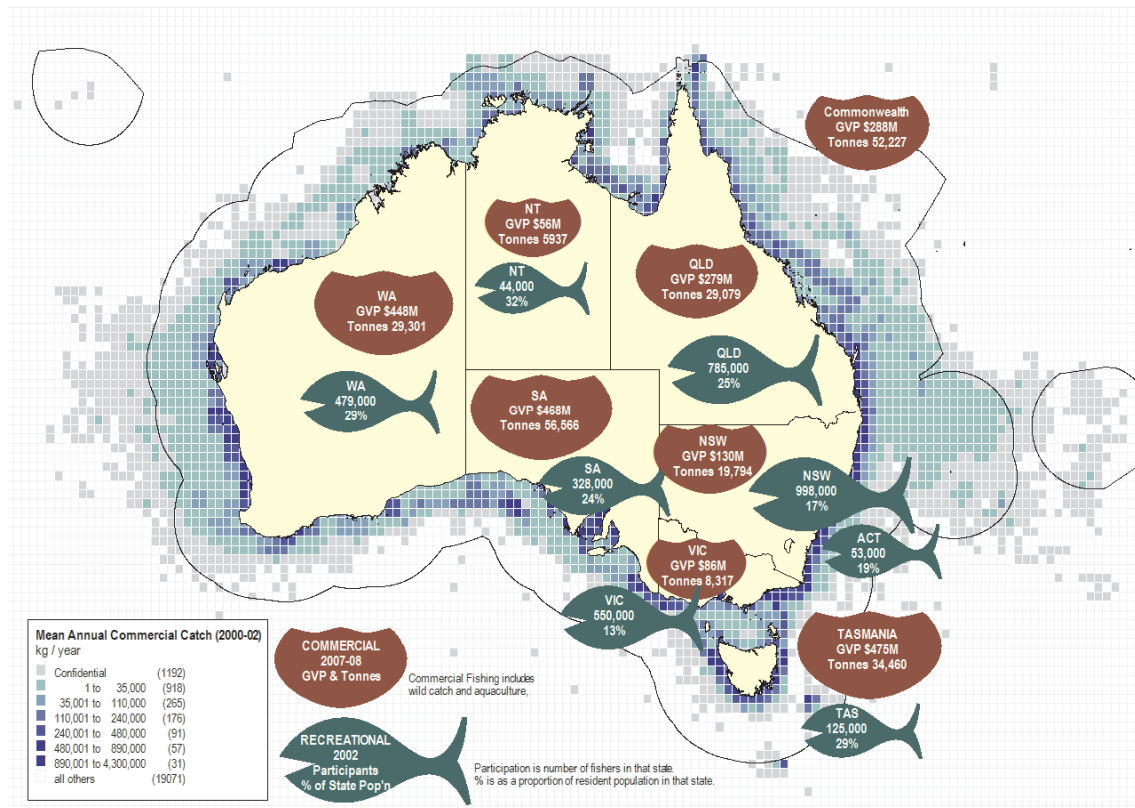 Commonwealth
GVP $288M
Tonnes 52,227
NT
GVP $56M
Tonnes 5937
NT
44,000
32%
QLD
GVP $279M
Tonnes 29,079
WA
GVP $448M
Tonnes 29,301
QLD
785,000
25%
WA
479,000
29%
SA
GVP $468M
Tonnes 56,566
NSW
GVP $130M
Tonnes 19,794
SA
328,000
24%
NSW
998,000
17%
ACT
53,000
19%
VIC
GVP $86M
Tonnes 8,317
VIC
550,000
13%
TASMANIA
GVP $475M
Tonnes 34,460
TAS
125,000
29%
Mean Annual Commercial Catch (2000-02)
kg / year
Confidential (1192)
1 to 35,000 (918)
35,001 to 110,000 (265)
110,001 to 240,000 (176)
240,001 to 480,000 (91)
480,001 to 890,000 (57)
890,001 to 4,300,000 (31)
all others (19071)
COMMERCIAL
2007-08
GVP & Tonnes
Commercial Fishing includes
wild catch and aquaculture,
RECREATIONAL
2002
Participants
% of State Pop'n
Participation is number of fishers in that state.
% is as a proportion of resident population in that state.